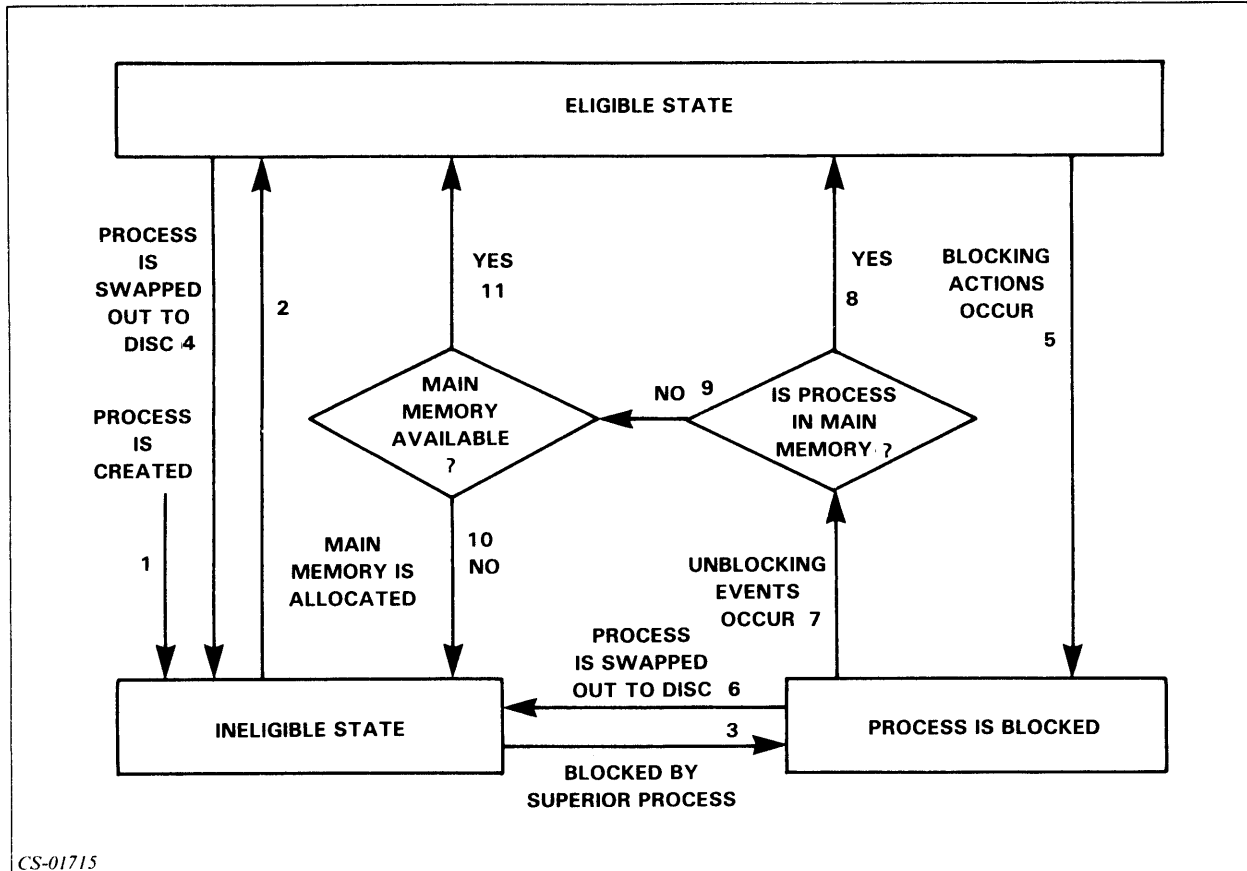 ELIGIBLE STATE
PROCESS
IS
SWAPPED
OUT TO
DISC 4
2
YES
11
YES
8
BLOCKING
ACTIONS
OCCUR
5
PROCESS
IS
CREATED
1
MAIN
MEMORY
AVAILABLE
?
NO 9
IS PROCESS
IN MAIN
MEMORY ?
MAIN
MEMORY IS
ALLOCATED
10
NO
UNBLOCKING
EVENTS
OCCUR 7
PROCESS
IS SWAPPED
OUT TO DISC 6
INELIGIBLE STATE
3
BLOCKED BY
SUPERIOR PROCESS
PROCESS IS BLOCKED
CS-01715